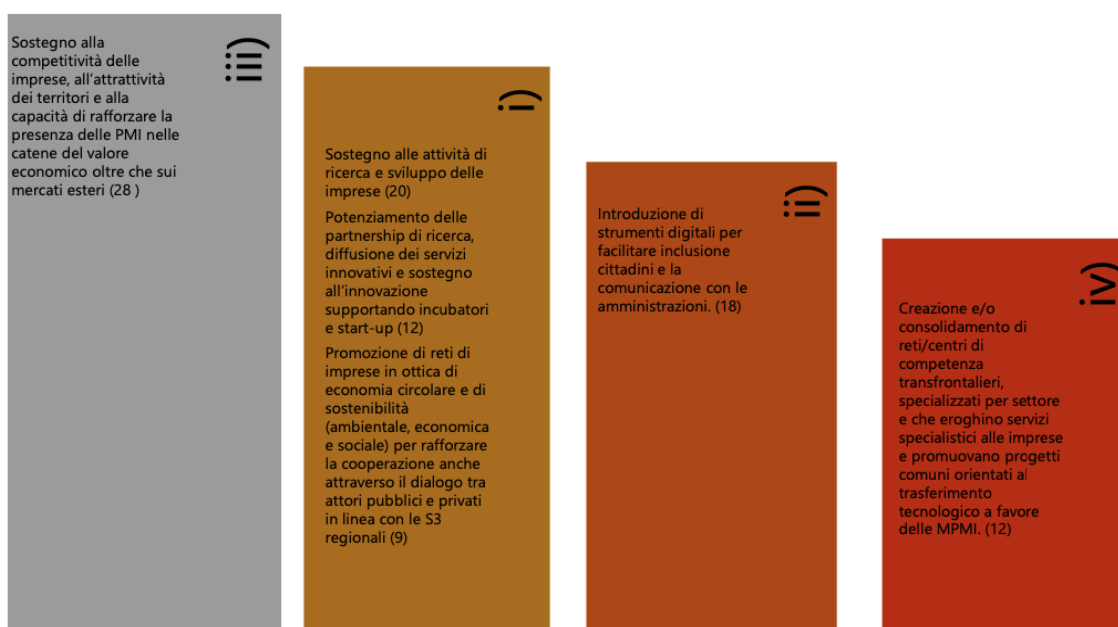 Sostegno alla
competitività delle
imprese, all'attrattività
dei territori e alla
capacità di rafforzare la
presenza delle PMI nelle
catene del valore
economico oltre che sui
mercati esteri (28 )
iii)
Sostegno alle attività di
ricerca e sviluppo delle
imprese (20)
Potenziamento delle
partnership di ricerca,
diffusione dei servizi
innovativi e sostegno
all'innovazione
supportando incubatori
e start-up (12)
Promozione di reti di
imprese in ottica di
economia circolare e di
sostenibilità
(ambientale, economica
e sociale) per rafforzare
la cooperazione anche
attraverso il dialogo tra
attori pubblici e privati
in linea con le S3
regionali (9)
i)
Introduzione di
strumenti digitali per
facilitare inclusione
cittadini e la
comunicazione con le
amministrazioni. (18)
ii)
Creazione e/o
consolidamento di
reti/centri di
competenza
transfrontalieri,
specializzati per settore
e che eroghino servizi
specialistici alle imprese
e promuovano progetti
comuni orientati al
trasferimento
tecnologico a favore
delle MPMI. (12)
iv)